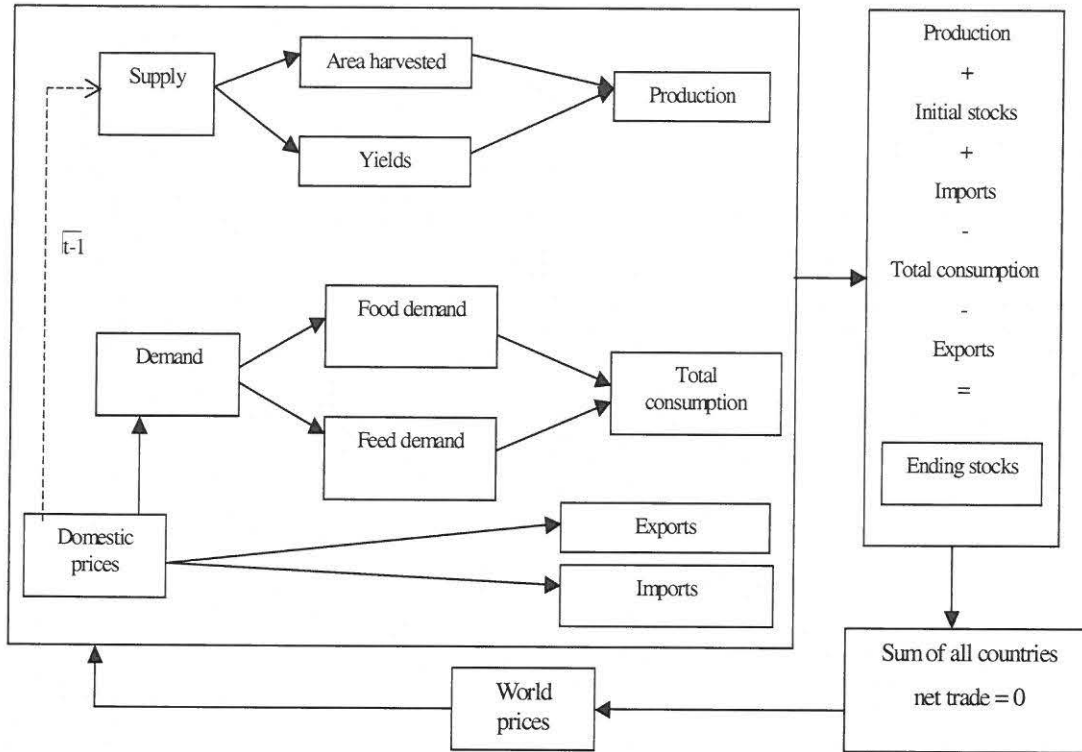 Supply
Area harvested
Production
Yields
t-1
Food demand
Demand
Total
consumption
Feed demand
Domestic
prices
Exports
Imports
Production
+
Initial stocks
+
Imports
-
Total consumption
-
Exports
=
Ending stocks
Sum of all countries
net trade = 0
World
prices